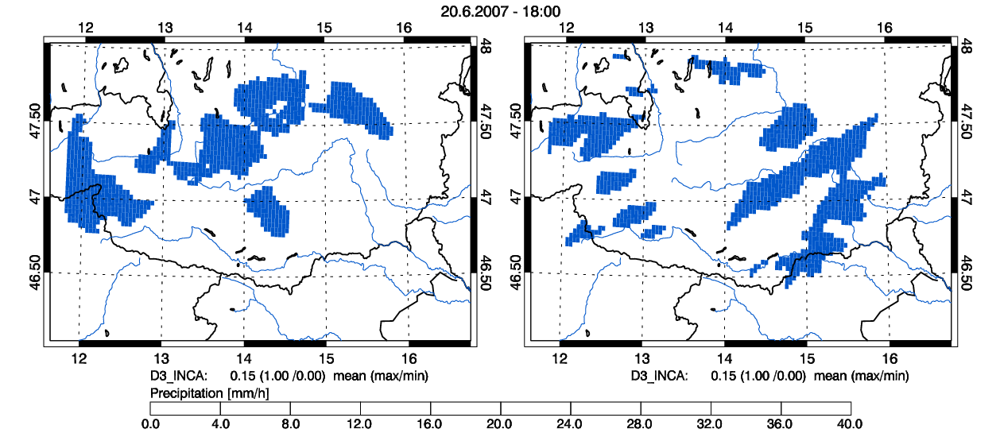 20.6.2007 - 18:00
12 13 14 15 16 12 13 14 15 16
48 48
47.50 47.50 47.50 47.50
47 47 47 47
46.50 46.50 46.50 46.50
12 13 14 15 16 12 13 14 15 16
D3_INCA: 0.15 (1.00 /0.00) mean (max/min) D3_INCA: 0.15 (1.00 /0.00) mean (max/min)
Precipitation [mm/h]
0.0 4.0 8.0 12.0 16.0 20.0 24.0 28.0 32.0 36.0 40.0